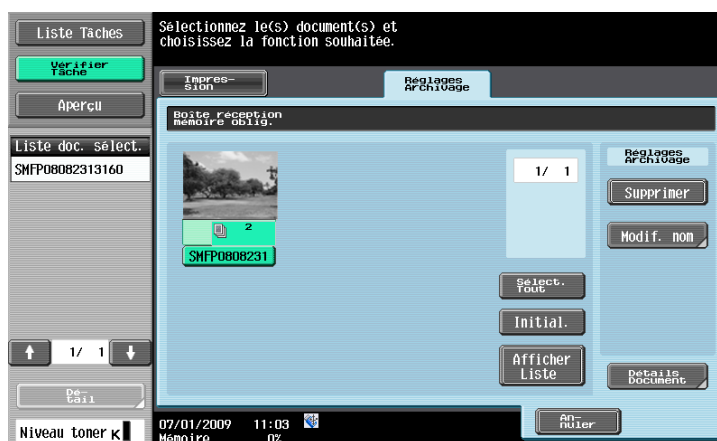 Liste Tâches
Vérifier
Tâche
Aperçu
Liste doc. sélect.
SMFP08082313160
1/ 1
Dé-
tail
Niveau toner K
Sélectionnez le(s) document(s) et
choisissez la fonction souhaitée.
Impres-
sion
Réglages
Archivage
Boîte réception
mémoire oblig.
2
SMFP0808231
1/ 1
Sélect.
Tout
Initial.
Afficher
Liste
Réglages
Archivage
Supprimer
Modif. nom
Détails
Document
An-
nuler
07/01/2009 11:03
Mémoire 0%